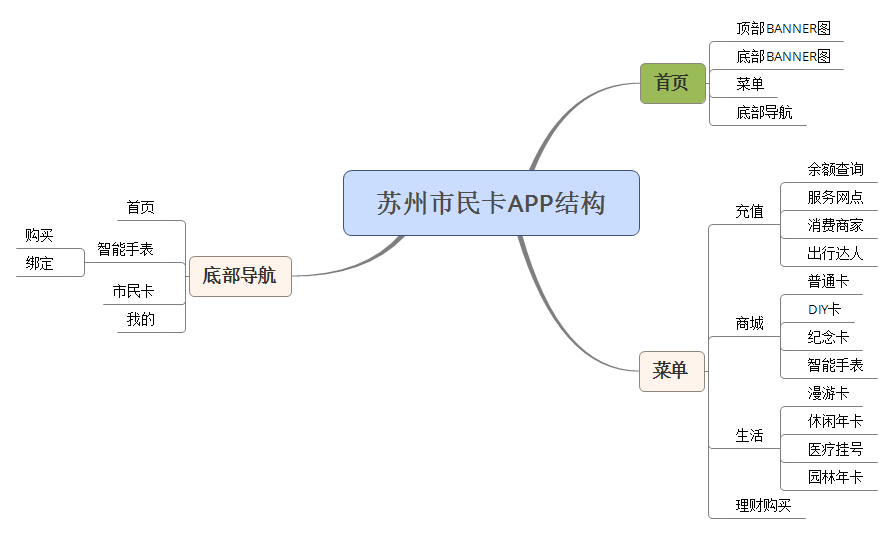 苏州市民卡APP结构
首页
顶部BANNER图
底部BANNER图
菜单
底部导航
菜单
充值
余额查询
服务网点
消费商家
出行达人
商城
普通卡
DIY卡
纪念卡
智能手表
生活
漫游卡
休闲年卡
医疗挂号
园林年卡
理财购买
底部导航
首页
智能手表
购买
绑定
市民卡
我的